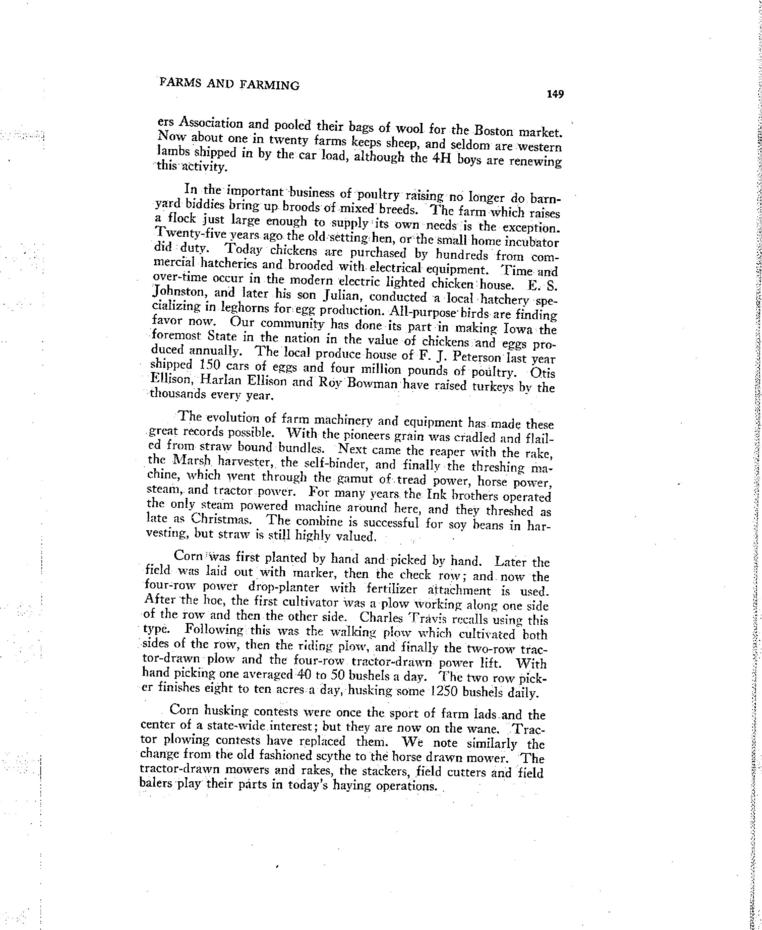 FARMS AND FARMING
149
ers Association and pooled their bags of wool for the Boston market.
Now about one in twenty farms keeps sheep, and seldom are western
lambs shipped in by the car load, although the 4H boys are renewing
this activity.
In the important business of poultry raising no longer do barn-
yard biddies bring up broods of mixed breeds. The farm which raises
a flock just large enough to supply its own needs is the exception.
Twenty-five years ago the old setting hen, or the small home incubator
did duty. Today chickens are purchased by hundreds from com-
mercial hatcheries and brooded with electrical equipment. Time and
over-time occur in the modern electric lighted chicken house. E. S.
Johnston, and later his son Julian, conducted a local hatchery spe-
cializing in leghorns for egg production. All-purpose birds are finding
favor now. Our community has done its part in making Iowa the
foremost State in the nation in the value of chickens and eggs pro-
duced annually. The local produce house of F. J. Peterson last year
shipped 150 cars of eggs and four million pounds of poultry. Otis
Ellison, Harlan Ellison and Roy Bowman have raised turkeys by the
thousands every year.
The evolution of farm machinery and equipment has made these
great records possible. With the pioneers grain was cradled and flail-
ed from straw bound bundles. Next came the reaper with the rake,
the Marsh harvester, the self-binder, and finally the threshing ma-
chine, which went through the gamut of tread power, horse power,
steam, and tractor power. For many years the Ink brothers operated
the only steam powered machine around here, and they threshed as
late as Christmas. The combine is successful for soy beans in har-
vesting, but straw is still highly valued.
Corn was first planted by hand and picked by hand. Later the
field was laid out with marker, then the check row; and now the
four-row power drop-planter with fertilizer attachment is used.
After the hoe, the first cultivator was a plow working along one side
of the row and then the other side. Charles Travis recalls using this
type. Following this was the walking plow which cultivated both
sides of the row, then the riding plow, and finally the two-row trac-
tor-drawn plow and the four-row tractor-drawn power lift. With
hand picking one averaged 40 to 50 bushels a day. The two row pick-
er finishes eight to ten acres a day, husking some 1250 bushels daily.
Corn husking contests were once the sport of farm lads and the
center of a state-wide interest; but they are now on the wane. Trac-
tor plowing contests have replaced them. We note similarly the
change from the old fashioned scythe to the horse drawn mower. The
tractor-drawn mowers and rakes, the stackers, field cutters and field
balers play their parts in today's haying operations.